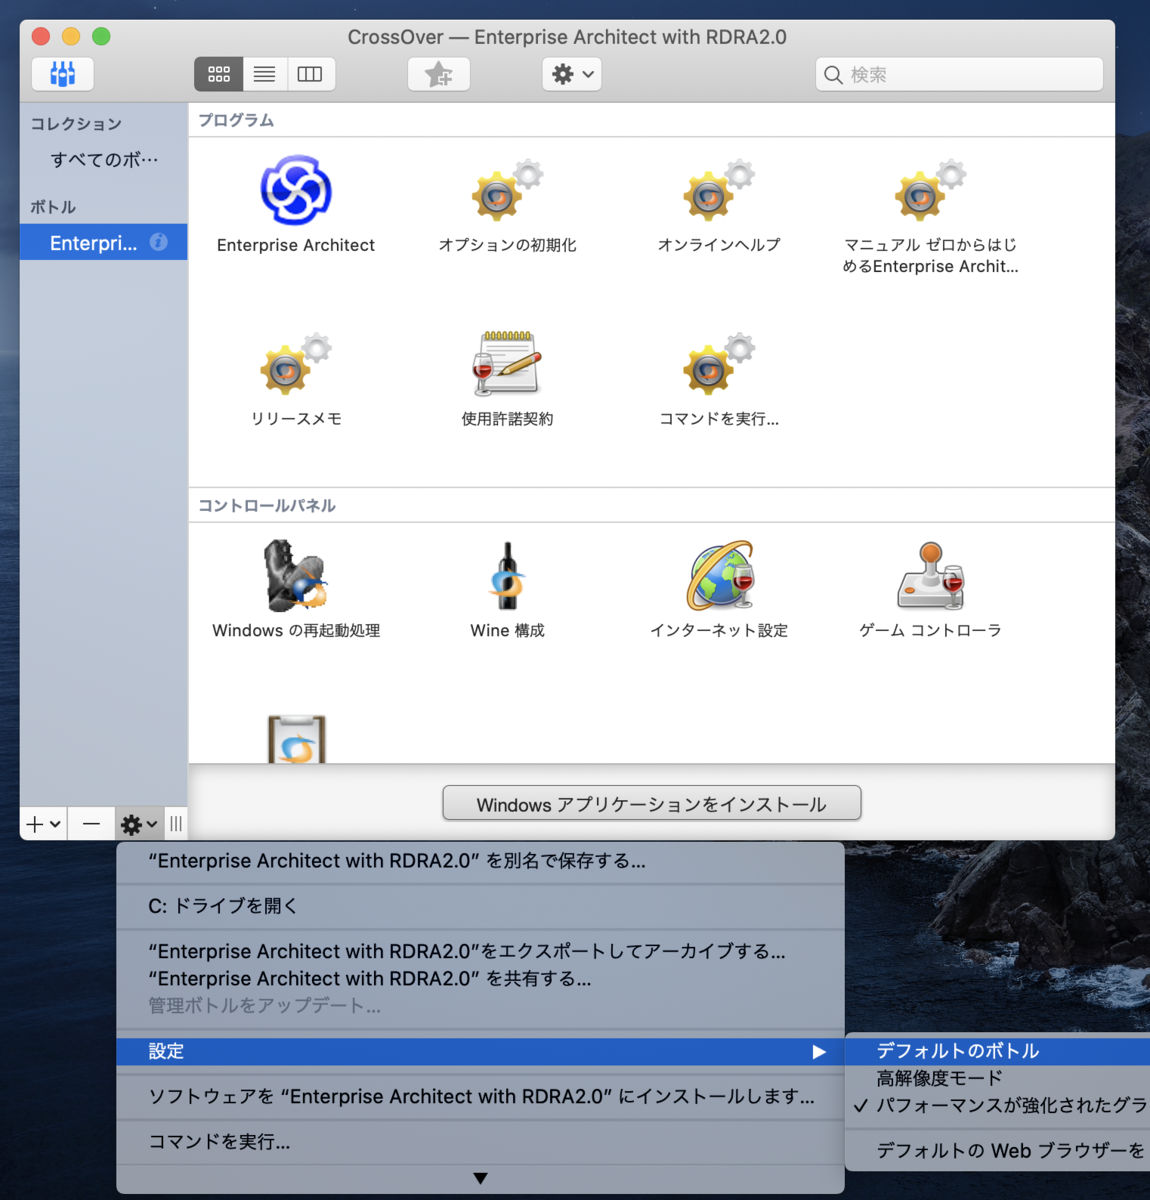 CrossOver — Enterprise Architect with RDRA2.0
検索
コレクション
すべてのボ…
ボトル
Enterpri...
プログラム
Enterprise Architect
オプションの初期化
オンラインヘルプ
マニュアル ゼロからはじ
めるEnterprise Archit...
リリースメモ
使用許諾契約
コマンドを実行...
コントロールパネル
Windows の再起動処理
Wine 構成
インターネット設定
ゲーム コントローラ
Windows アプリケーションをインストール
“Enterprise Architect with RDRA2.0” を別名で保存する...
C: ドライブを開く
“Enterprise Architect with RDRA2.0”をエクスポートしてアーカイブする...
“Enterprise Architect with RDRA2.0” を共有する...
管理ボトルをアップデート...
設定
デフォルトのボトル
高解像度モード
✓ パフォーマンスが強化されたグラ
デフォルトの Web ブラウザーを
ソフトウェアを “Enterprise Architect with RDRA2.0” にインストールします...
コマンドを実行...